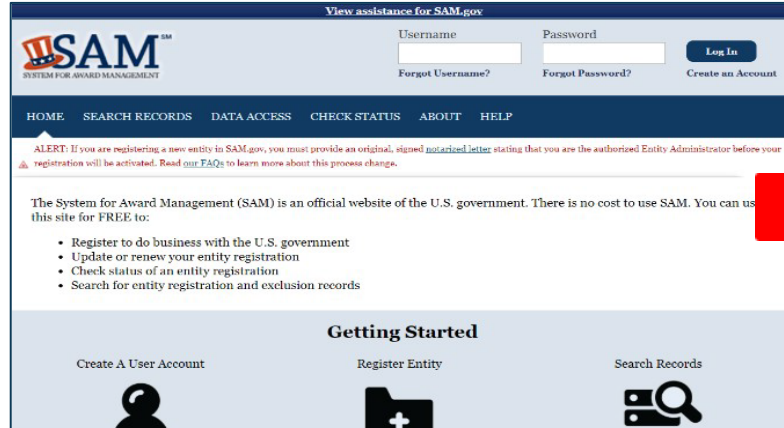 View assistance for SAM.gov
Username Password
SAM SM
SYSTEM FOR AWARD MANAGEMENT
Log In
Forgot Username? Forgot Password? Create an Account
HOME SEARCH RECORDS DATA ACCESS CHECK STATUS ABOUT HELP
ALERT: If you are registering a new entity in SAM.gov, you must provide an original, signed notarized letter stating that you are the authorized Entity Administrator before your
registration will be activated. Read our FAQs to learn more about this process change.
The System for Award Management (SAM) is an official website of the U.S. government. There is no cost to use SAM. You can us
this site for FREE to:
• Register to do business with the U.S. government
• Update or renew your entity registration
• Check status of an entity registration
• Search for entity registration and exclusion records
Getting Started
Create A User Account Register Entity Search Records